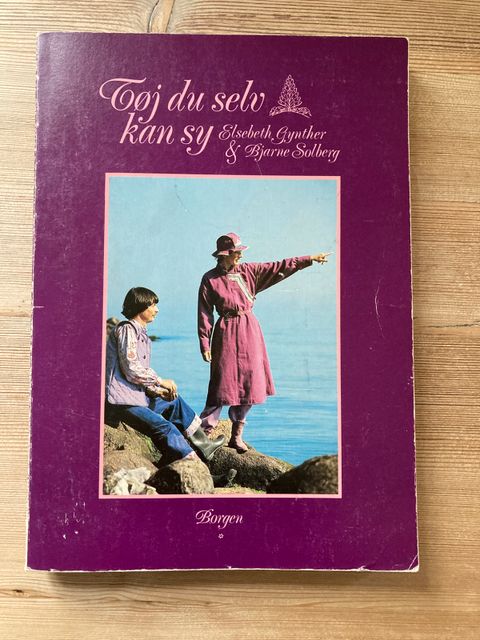 Tøj du selv
kan sy
Elsebeth Gynther
& Bjarne Solberg
Borgen